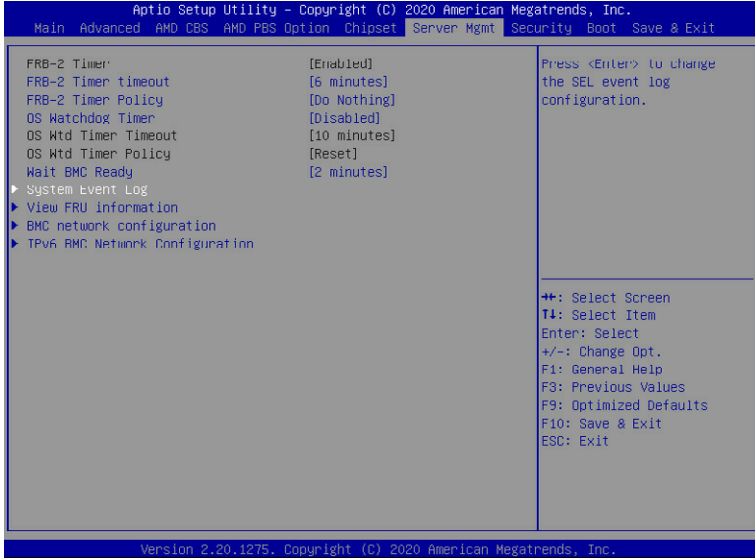 Aptio Setup Utility – Copyright (C) 2020 American Megatrends, Inc.
Main Advanced AMD CBS AMD PBS Option Chipset Server Mgmt Security Boot Save & Exit
FRB-2 Timer [Enabled]
FRB-2 Timer timeout [6 minutes]
FRB-2 Timer Policy [Do Nothing]
OS Watchdog Timer [Disabled]
OS Wtd Timer Timeout [10 minutes]
OS Wtd Timer Policy [Reset]
Wait BMC Ready [2 minutes]
System Event Log
View FRU information
BMC network configuration
IPv6 BMC Network Configuration
Press <Enter> to change
the SEL event log
configuration.
→←: Select Screen
↑↓: Select Item
Enter: Select
+/-: Change Opt.
F1: General Help
F3: Previous Values
F9: Optimized Defaults
F10: Save & Exit
ESC: Exit
Version 2.20.1275. Copyright (C) 2020 American Megatrends, Inc.